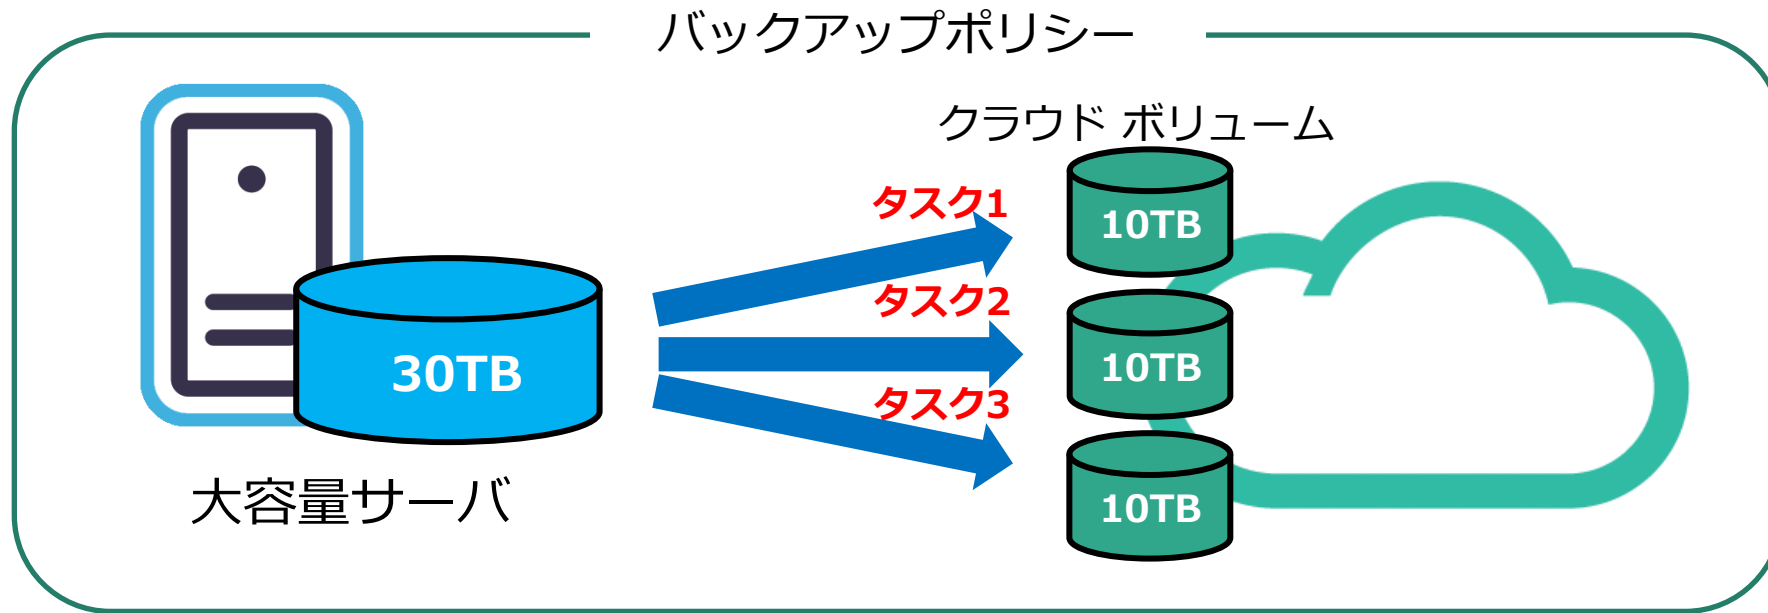 バックアップポリシー
クラウド ボリューム
タスク1
10TB
タスク2
30TB
10TB
タスク3
大容量サーバ
10TB